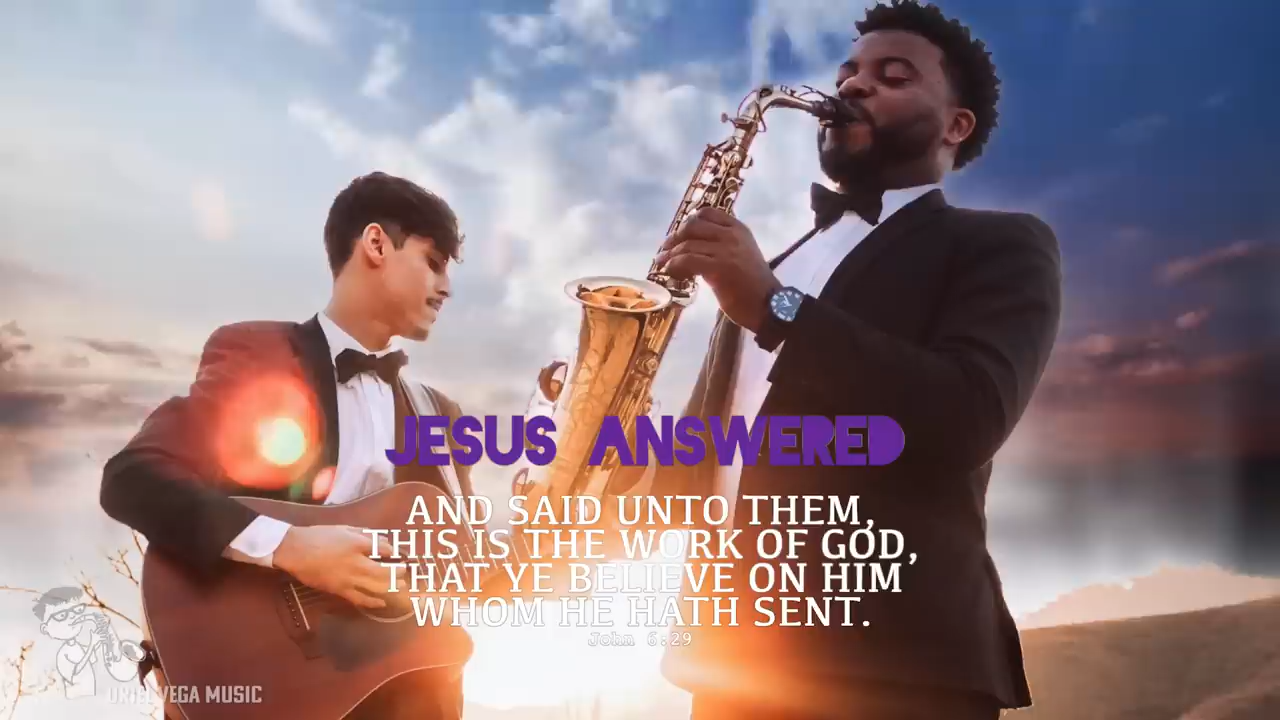 JESUS ANSWERED
AND SAID UNTO THEM,
THIS IS THE WORK OF GOD,
THAT YE BELIEVE ON HIM
WHOM HE HATH SENT.
John 6:29
URIEL VEGA MUSIC